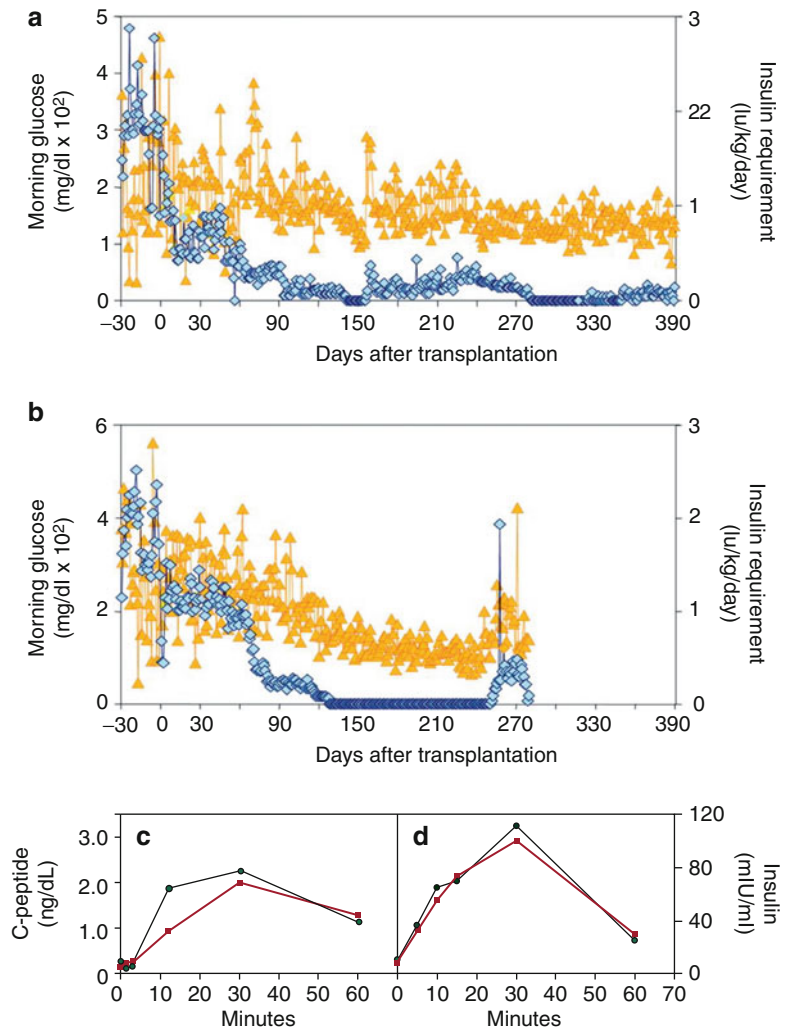 a
5
4
3
2
1
0
Morning glucose
(mg/dl x 10²)
3
22
1
0
Insulin requirement
(lu/kg/day)
–30 0 30 90 150 210 270 330 390
Days after transplantation
b
6
4
2
0
Morning glucose
(mg/dl x 10²)
3
2
1
0
Insulin requirement
(lu/kg/day)
–30 0 30 90 150 210 270 330 390
Days after transplantation
c
3.0
2.0
1.0
0
C-peptide
(ng/dL)
0 10 20 30 40 50 60
Minutes
d
120
80
40
0
Insulin
(mIU/ml)
0 10 20 30 40 50 60 70
Minutes